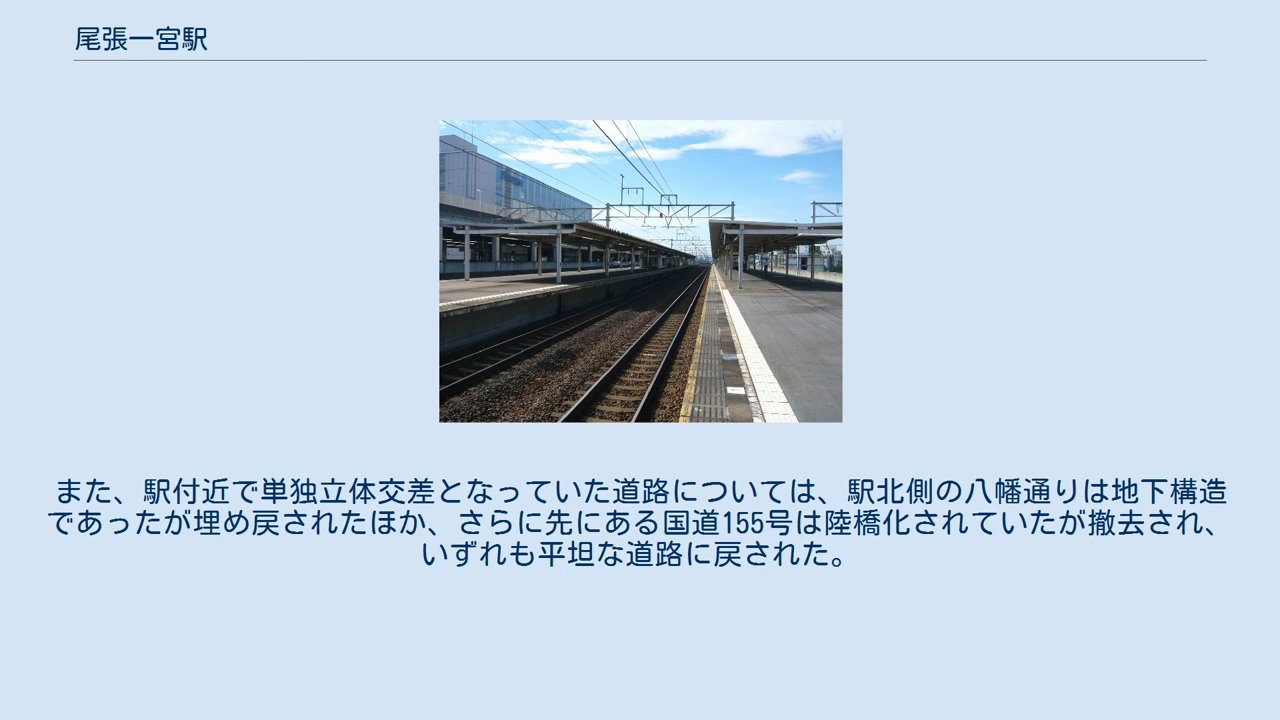 尾張一宮駅
また、駅付近で単独立体交差となっていた道路については、駅北側の八幡通りは地下構造
であったが埋め戻されたほか、さらに先にある国道155号は陸橋化されていたが撤去され、
いずれも平坦な道路に戻された。